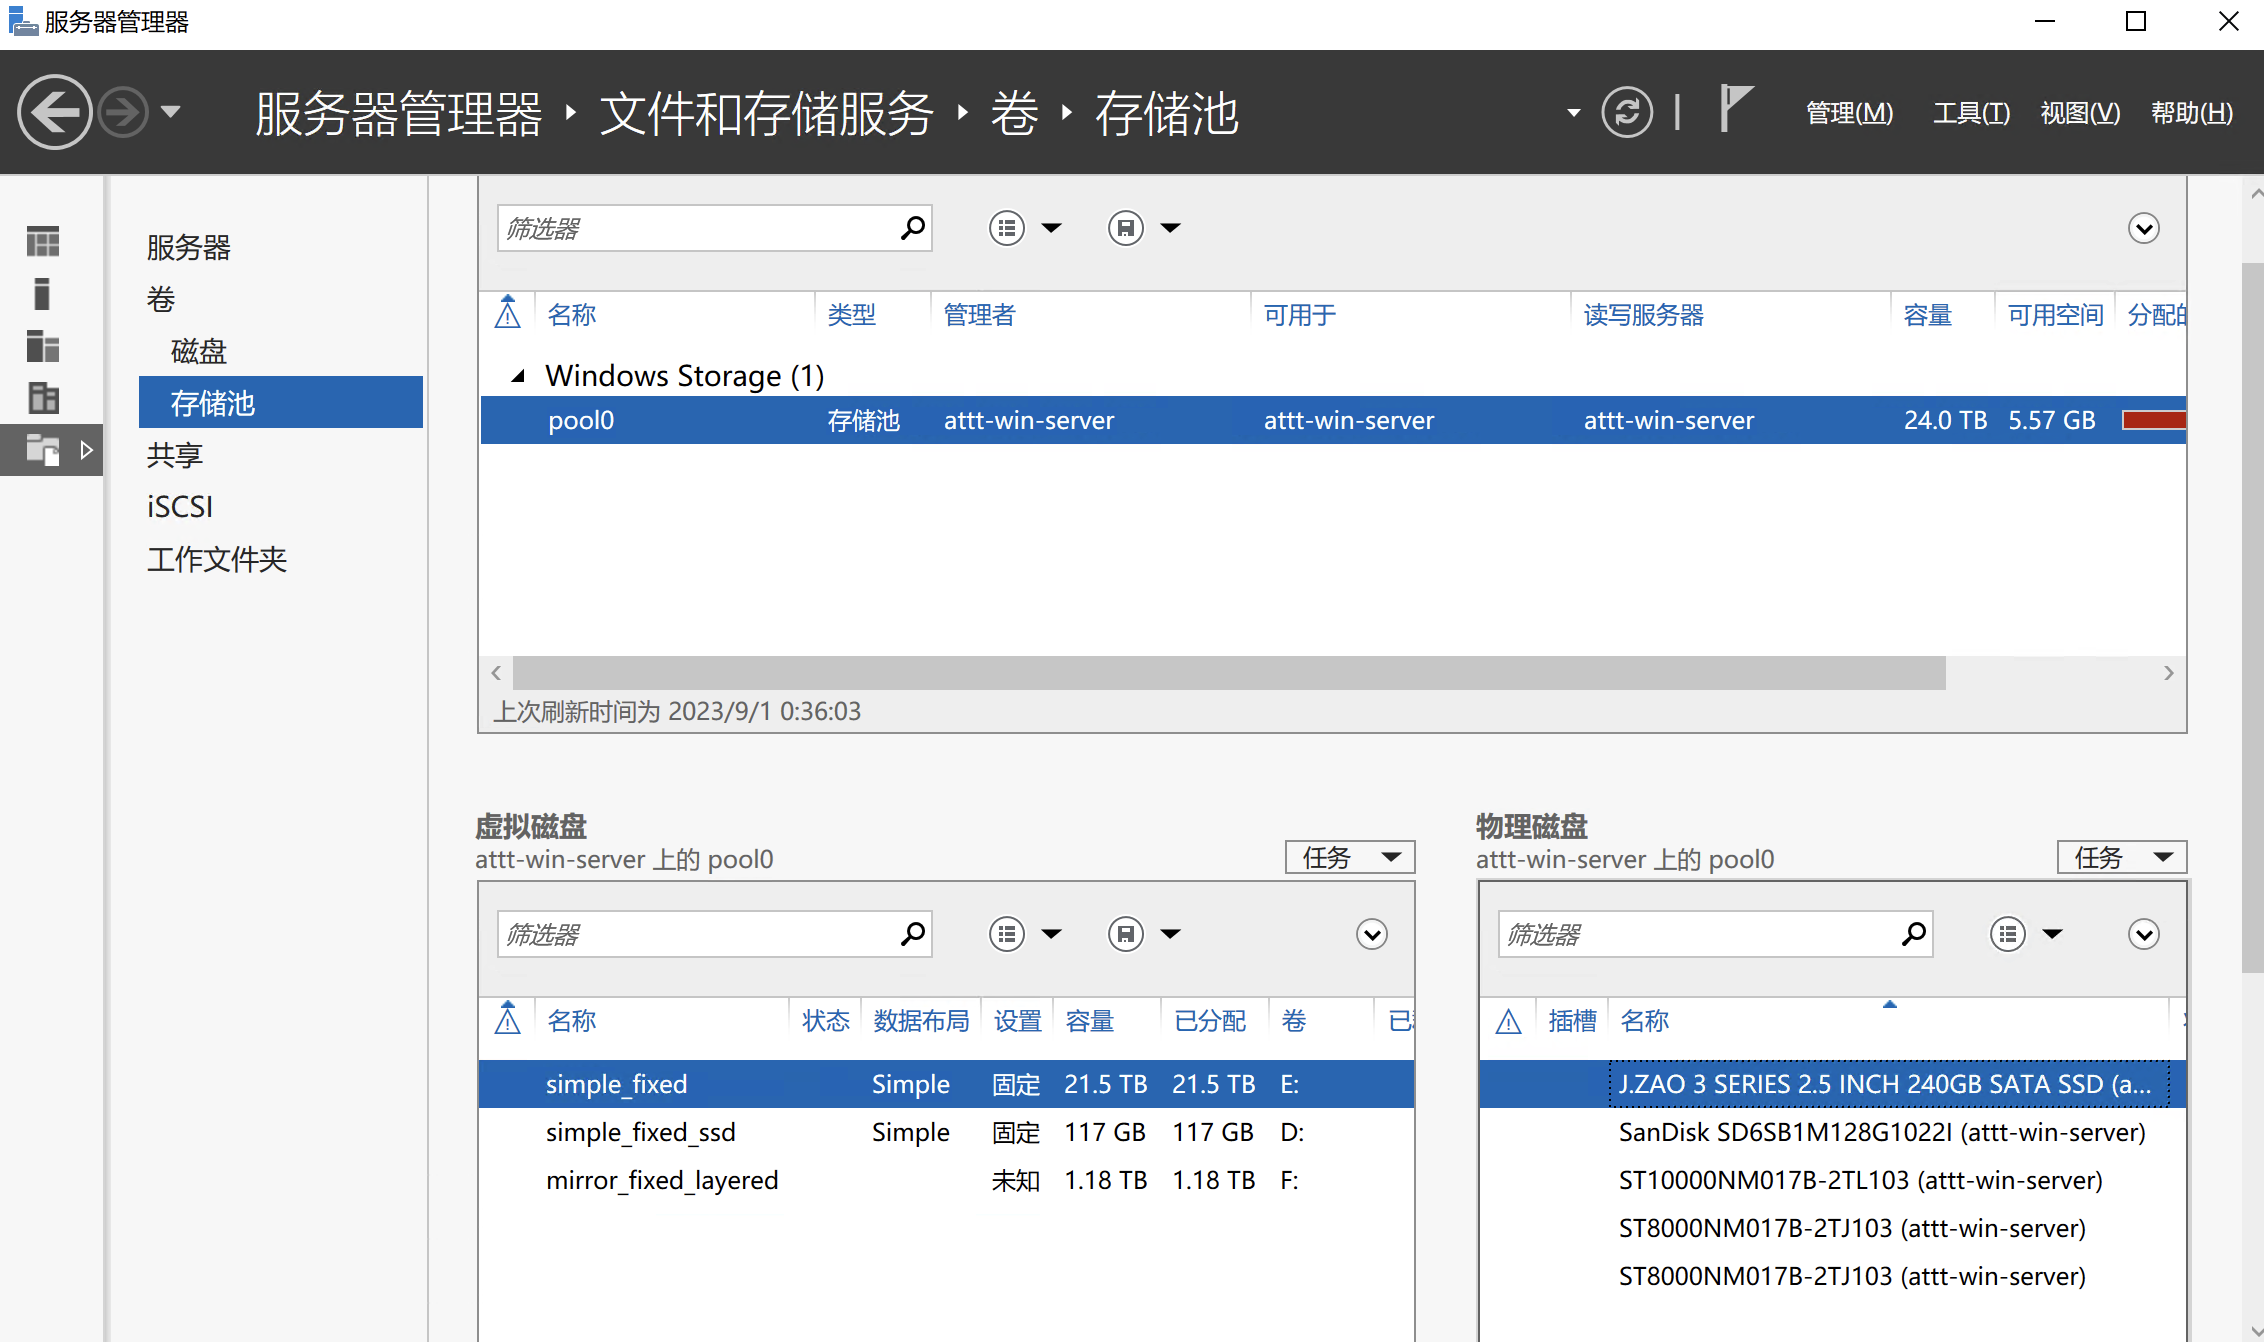 服务器管理器
服务器管理器 ‣ 文件和存储服务 ‣ 卷 ‣ 存储池
管理(M) 工具(T) 视图(V) 帮助(H)
服务器
卷
磁盘
存储池
共享
iSCSI
工作文件夹
筛选器
名称 类型 管理者 可用于 读写服务器 容量 可用空间 分配的
Windows Storage (1)
pool0 存储池 attt-win-server attt-win-server attt-win-server 24.0 TB 5.57 GB
上次刷新时间为 2023/9/1 0:36:03
虚拟磁盘
attt-win-server 上的 pool0
任务
筛选器
名称 状态 数据布局 设置 容量 已分配 卷
simple_fixed Simple 固定 21.5 TB 21.5 TB E:
simple_fixed_ssd Simple 固定 117 GB 117 GB D:
mirror_fixed_layered 未知 1.18 TB 1.18 TB F:
物理磁盘
attt-win-server 上的 pool0
任务
筛选器
插槽 名称
J.ZAO 3 SERIES 2.5 INCH 240GB SATA SSD (a...
SanDisk SD6SB1M128G1022I (attt-win-server)
ST10000NM017B-2TL103 (attt-win-server)
ST8000NM017B-2TJ103 (attt-win-server)
ST8000NM017B-2TJ103 (attt-win-server)